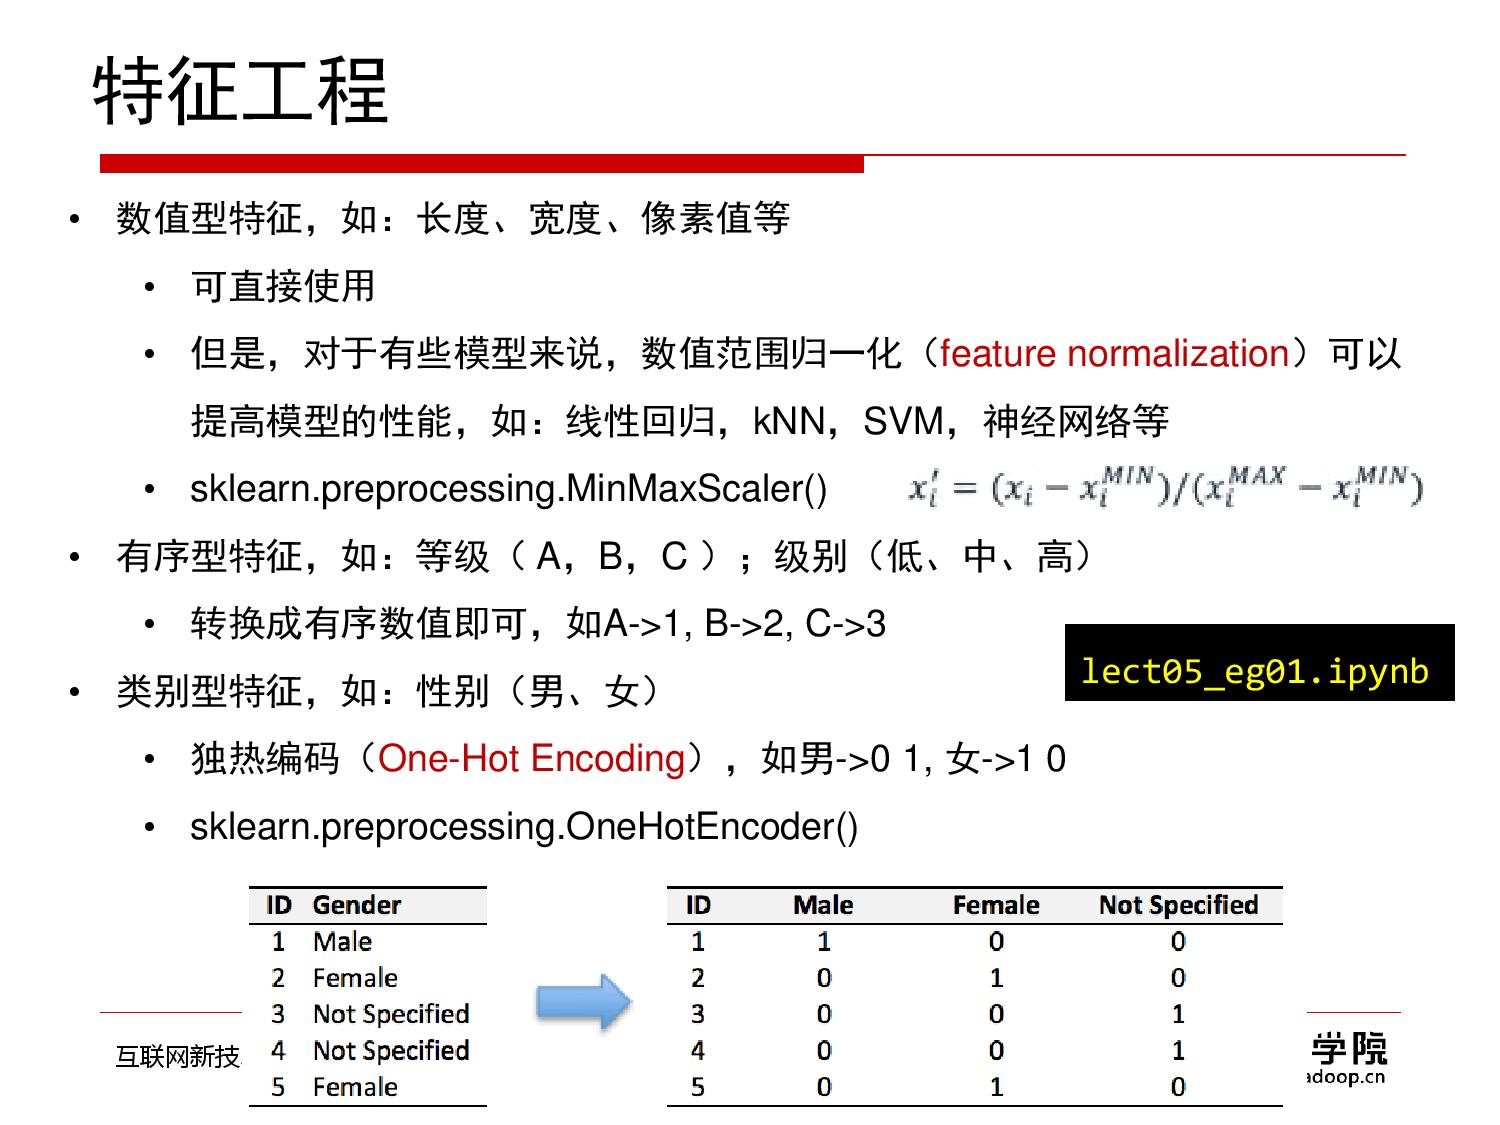 特征工程
• 数值型特征，如：长度、宽度、像素值等
• 可直接使用
• 但是，对于有些模型来说，数值范围归一化（feature normalization）可以
提高模型的性能，如：线性回归，kNN，SVM，神经网络等
• sklearn.preprocessing.MinMaxScaler() x_i' = (x_i − x_i^MIN)/(x_i^MAX − x_i^MIN)
• 有序型特征，如：等级（ A，B，C ）；级别（低、中、高）
• 转换成有序数值即可，如A->1, B->2, C->3
lect05_eg01.ipynb
• 类别型特征，如：性别（男、女）
• 独热编码（One-Hot Encoding），如男->0 1, 女->1 0
• sklearn.preprocessing.OneHotEncoder()
ID Gender
1 Male
2 Female
3 Not Specified
4 Not Specified
5 Female
ID Male Female Not Specified
1 1 0 0
2 0 1 0
3 0 0 1
4 0 0 1
5 0 1 0
互联网新技
学院
adoop.cn